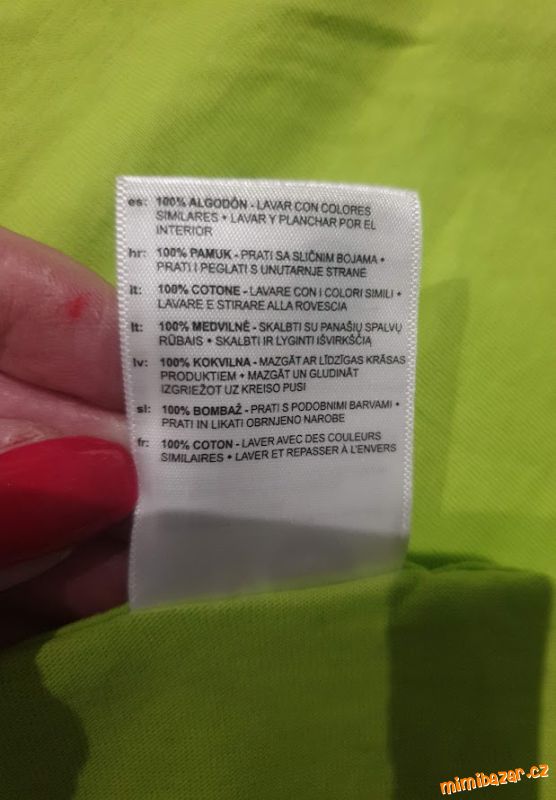 es: 100% ALGODÓN - LAVAR CON COLORES
SIMILARES • LAVAR Y PLANCHAR POR EL
INTERIOR
hr: 100% PAMUK - PRATI SA SLIČNIM BOJAMA •
PRATI I PEGLATI S UNUTARNJE STRANE
it: 100% COTONE - LAVARE CON I COLORI SIMILI •
LAVARE E STIRARE ALLA ROVESCIA
lt: 100% MEDVILNĖ - SKALBTI SU PANAŠIŲ SPALVŲ
RŪBAIS • SKALBTI IR LYGINTI IŠVIRKŠČIĄ
lv: 100% KOKVILNA - MAZGĀT AR LĪDZĪGAS KRĀSAS
PRODUKTIEM • MAZGĀT UN GLUDINĀT
IZGRIEŽOT UZ KREISO PUSI
sl: 100% BOMBAŽ - PRATI S PODOBNIMI BARVAMI •
PRATI IN LIKATI OBRNJENO NAROBE
fr: 100% COTON - LAVER AVEC DES COULEURS
SIMILAIRES • LAVER ET REPASSER À L'ENVERS
mimibazar.cz